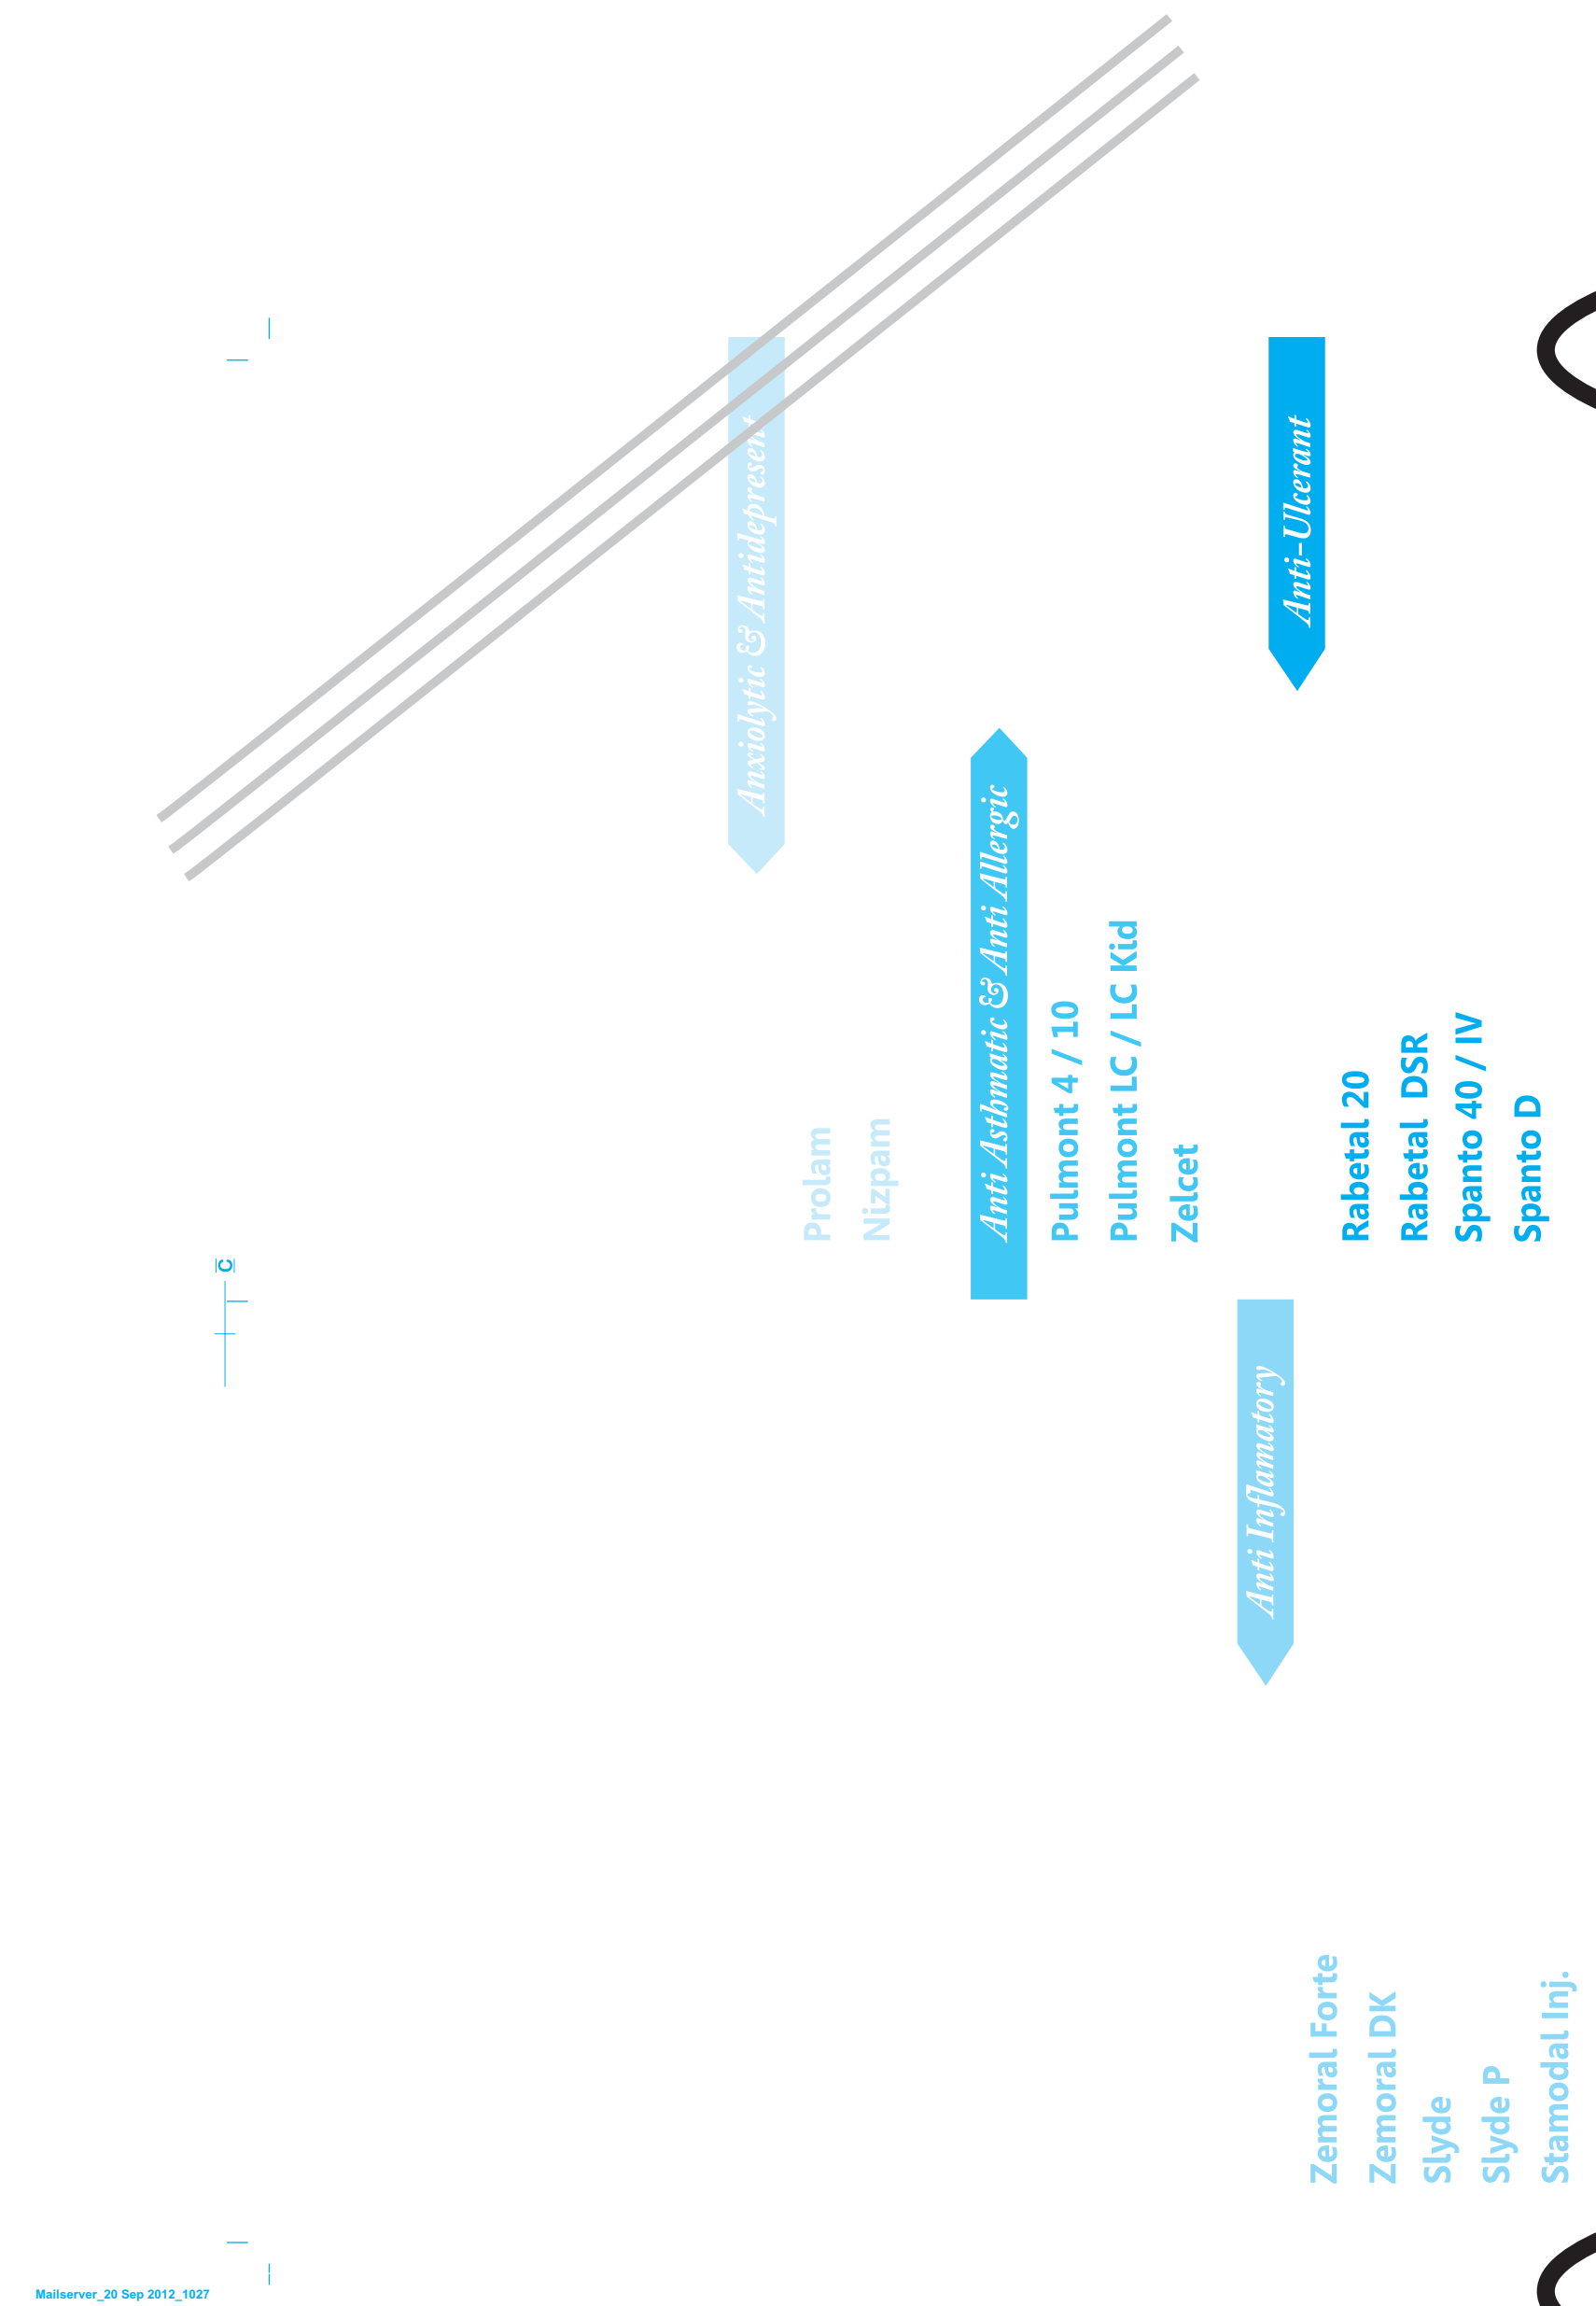 Anxiolytic & Antidepresent
Prolam
Nizpam
Anti Asthmatic & Anti Allergic
Pulmont 4 / 10
Pulmont LC / LC Kid
Zelcet
Anti-Ulcerant
Rabetal 20
Rabetal DSR
Spanto 40 / IV
Spanto D
C
Anti Inflamatory
Zemoral Forte
Zemoral DK
Slyde
Slyde P
Stamodal Inj.
Mailserver_20 Sep 2012_1027